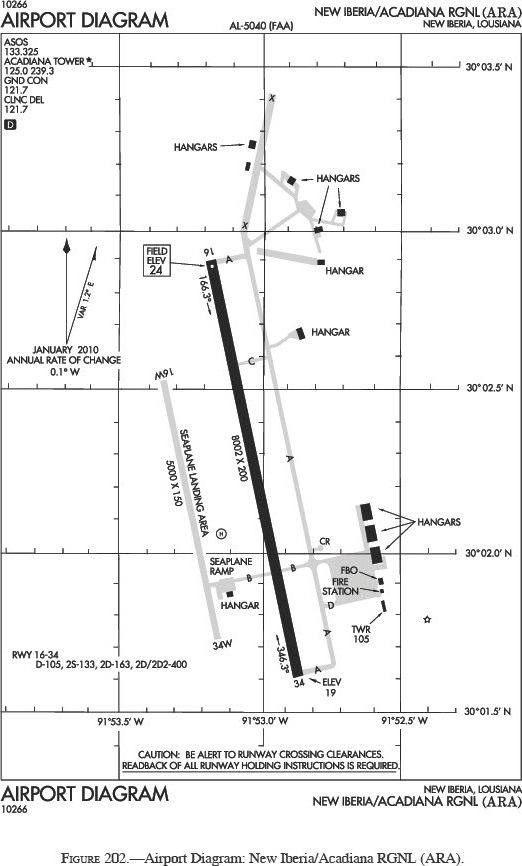 10266
AIRPORT DIAGRAM
AL-5040 (FAA)
NEW IBERIA/ACADIANA RGNL (ARA)
NEW IBERIA, LOUSIANA
ASOS
133.325
ACADIANA TOWER★
125.0 239.3
GND CON
121.7
CLNC DEL
121.7
D
30°03.5' N
X
HANGARS
HANGARS
X
30°03.0' N
FIELD
ELEV
24
16
A
166.3°
HANGAR
VAR 1.2° E
JANUARY 2010
ANNUAL RATE OF CHANGE
0.1° W
HANGAR
C
16W
30°02.5' N
SEAPLANE LANDING AREA
5000 X 150
8002 X 200
A
H
HANGARS
CR
30°02.0' N
SEAPLANE
RAMP
B
B
FBO
FIRE
STATION
HANGAR
D
TWR
105
34W
A
346.3°
RWY 16-34
D-105, 2S-133, 2D-163, 2D/2D2-400
A
34
ELEV
19
30°01.5' N
91°53.5' W
91°53.0' W
91°52.5' W
CAUTION: BE ALERT TO RUNWAY CROSSING CLEARANCES.
READBACK OF ALL RUNWAY HOLDING INSTRUCTIONS IS REQUIRED.
AIRPORT DIAGRAM
10266
NEW IBERIA, LOUSIANA
NEW IBERIA/ACADIANA RGNL (ARA)
FIGURE 202.—Airport Diagram: New Iberia/Acadiana RGNL (ARA).